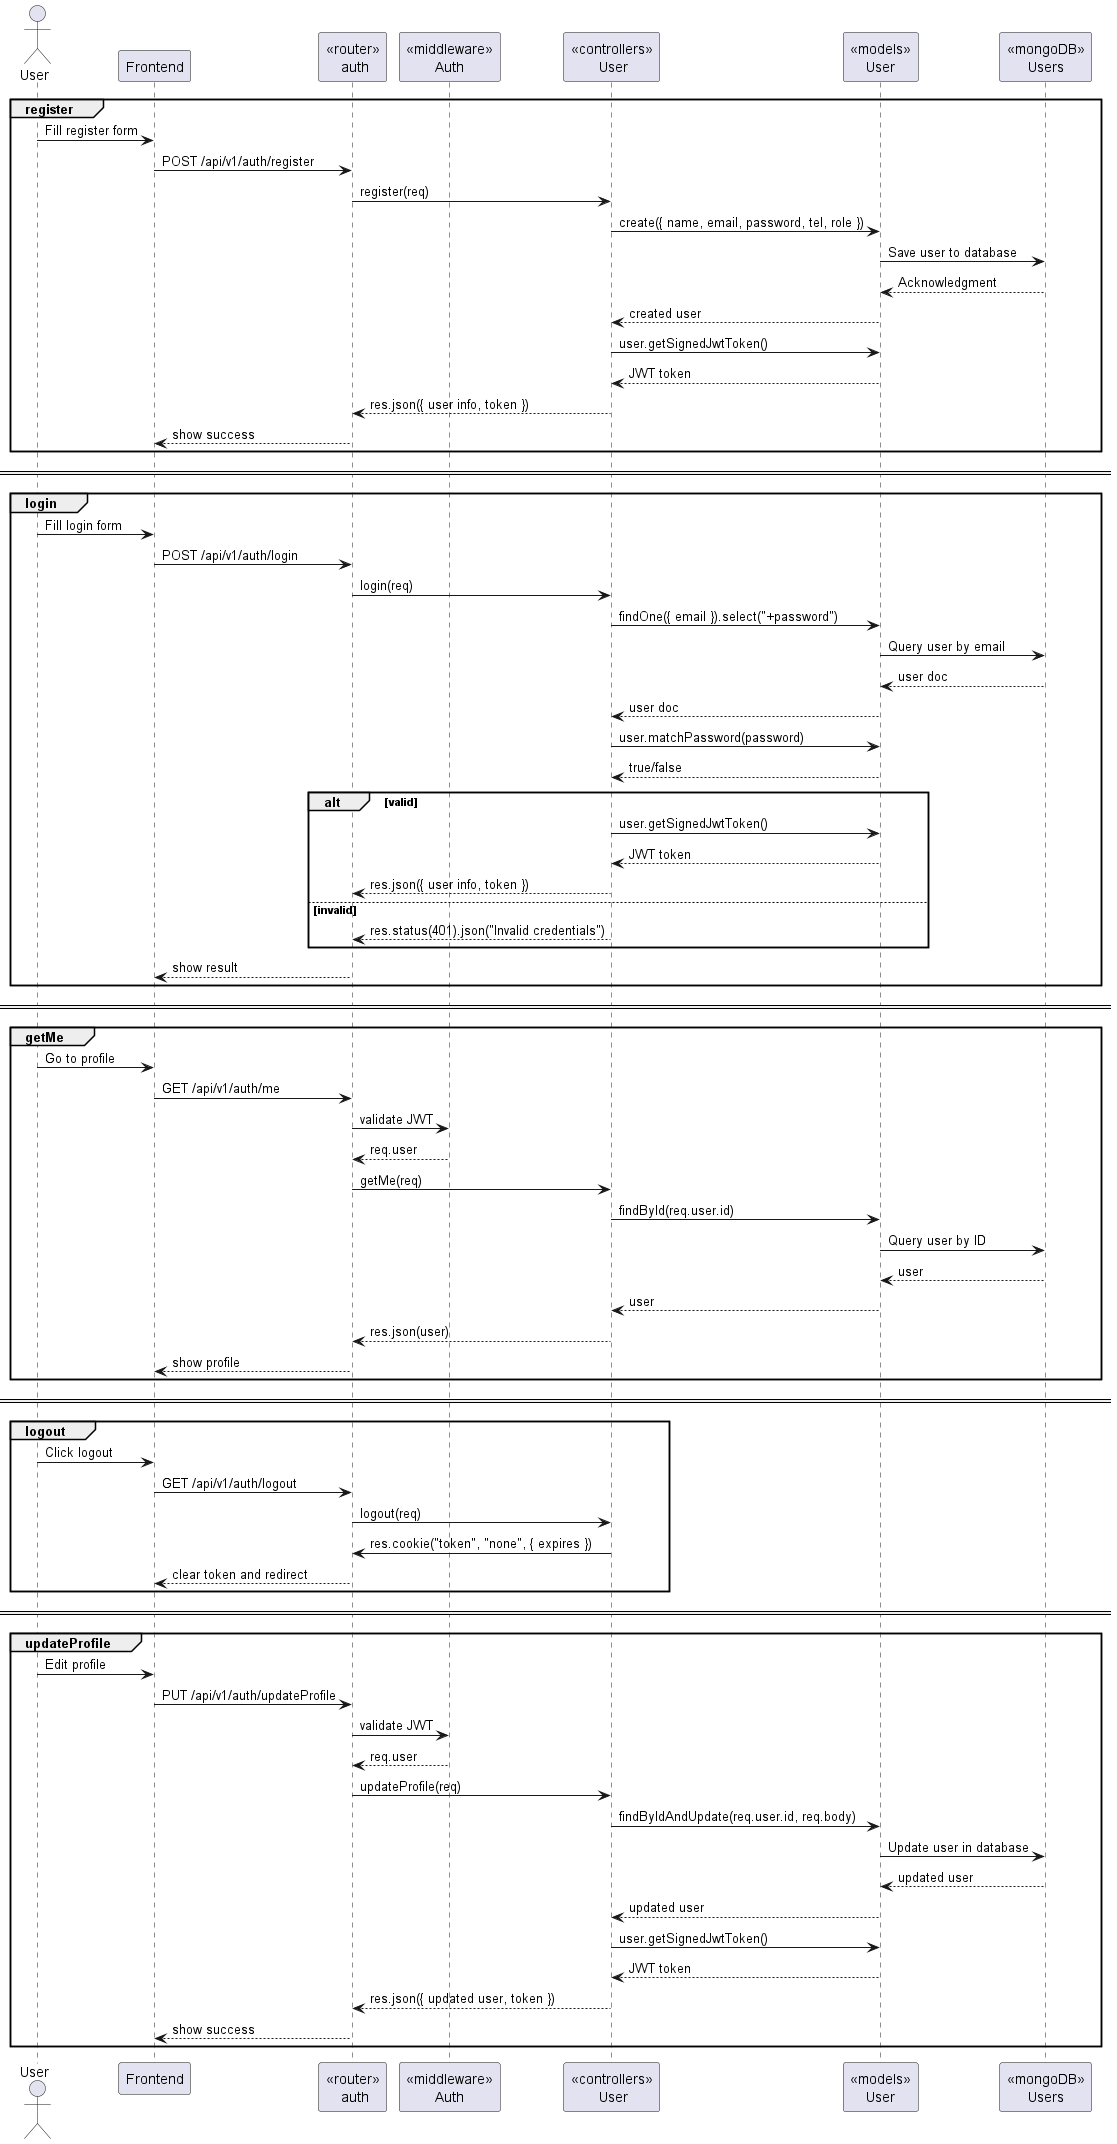 User
Frontend
«router»
auth
«middleware»
Auth
«controllers»
User
«models»
User
«mongoDB»
Users
register
Fill register form
POST /api/v1/auth/register
register(req)
create({ name, email, password, tel, role })
Save user to database
Acknowledgment
created user
user.getSignedJwtToken()
JWT token
res.json({ user info, token })
show success
login
Fill login form
POST /api/v1/auth/login
login(req)
findOne({ email }).select("+password")
Query user by email
user doc
user doc
user.matchPassword(password)
true/false
alt [valid]
user.getSignedJwtToken()
JWT token
res.json({ user info, token })
[invalid]
res.status(401).json("Invalid credentials")
show result
getMe
Go to profile
GET /api/v1/auth/me
validate JWT
req.user
getMe(req)
findById(req.user.id)
Query user by ID
user
user
res.json(user)
show profile
logout
Click logout
GET /api/v1/auth/logout
logout(req)
res.cookie("token", "none", { expires })
clear token and redirect
updateProfile
Edit profile
PUT /api/v1/auth/updateProfile
validate JWT
req.user
updateProfile(req)
findByIdAndUpdate(req.user.id, req.body)
Update user in database
updated user
updated user
user.getSignedJwtToken()
JWT token
res.json({ updated user, token })
show success
User
Frontend
«router»
auth
«middleware»
Auth
«controllers»
User
«models»
User
«mongoDB»
Users